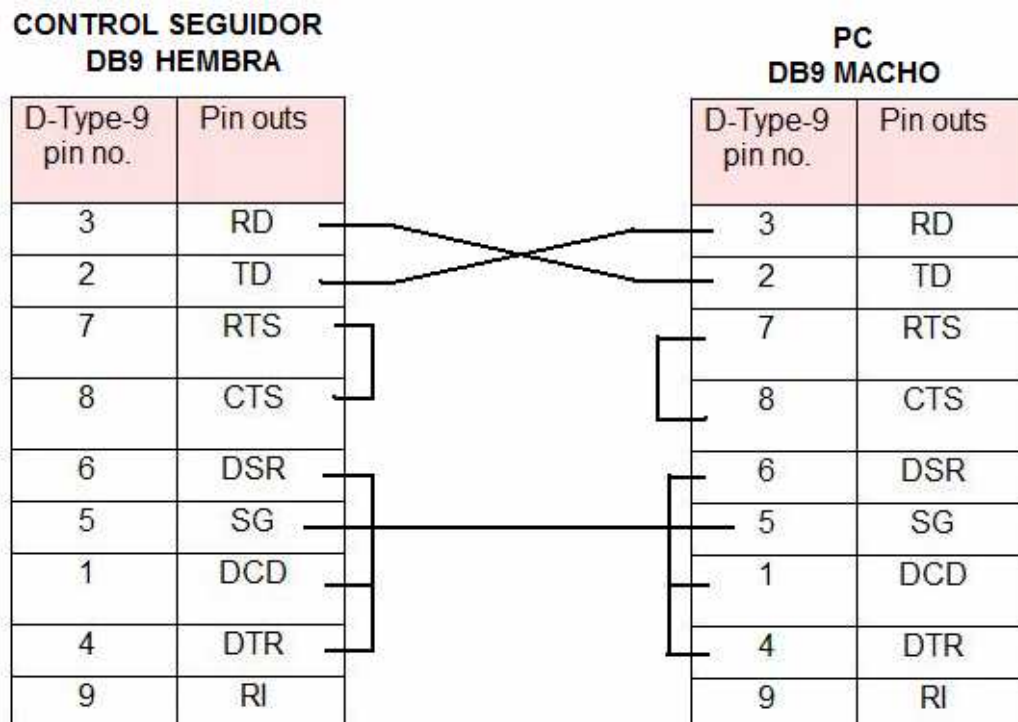 CONTROL SEGUIDOR
DB9 HEMBRA
D-Type-9
pin no.
Pin outs
3 RD
2 TD
7 RTS
8 CTS
6 DSR
5 SG
1 DCD
4 DTR
9 RI
PC
DB9 MACHO
D-Type-9
pin no.
Pin outs
3 RD
2 TD
7 RTS
8 CTS
6 DSR
5 SG
1 DCD
4 DTR
9 RI